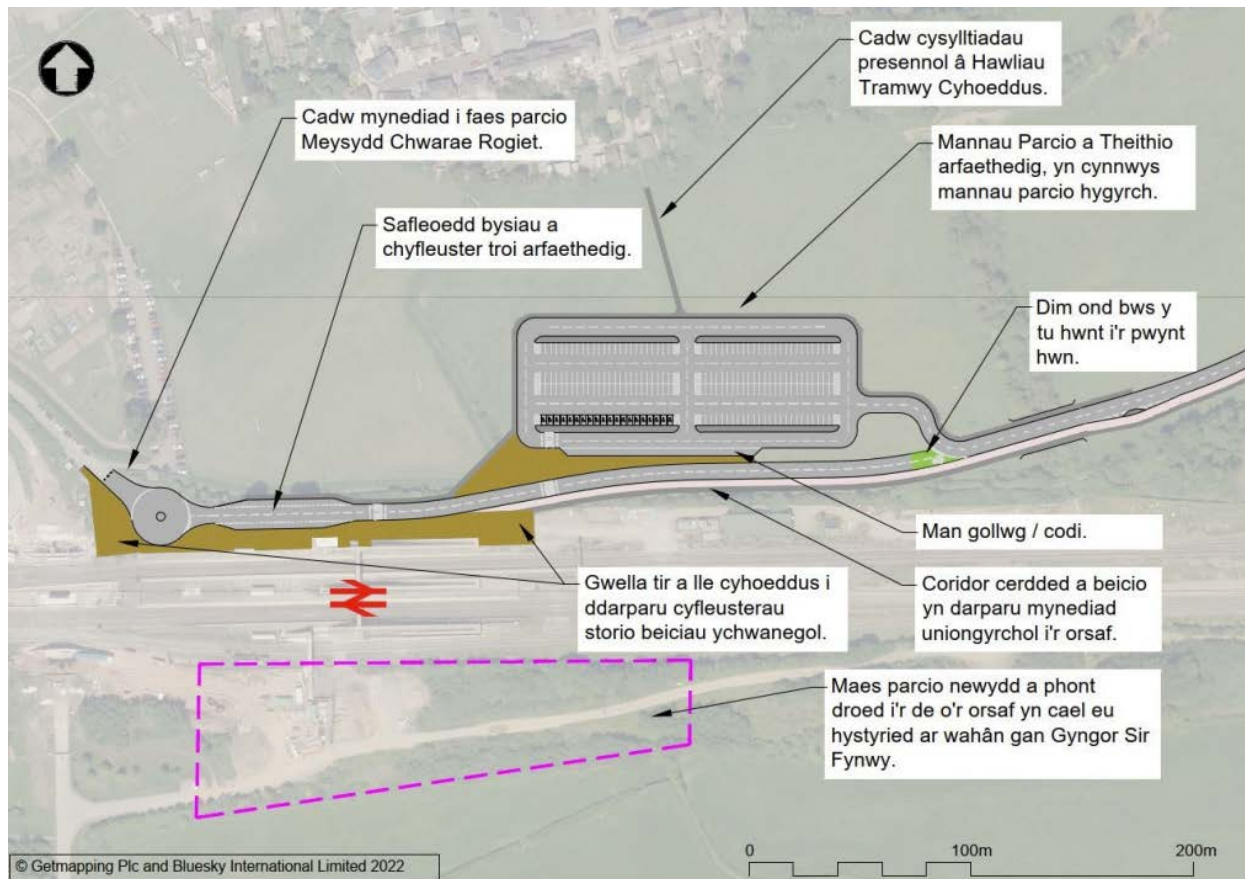 Cadw cysylltiadau
presennol â Hawliau
Tramwy Cyhoeddus.
Cadw mynediad i faes parcio
Meysydd Chwarae Rogiet.
Mannau Parcio a Theithio
arfaethedig, yn cynnwys
mannau parcio hygyrch.
Safleoedd bysiau a
chyfleuster troi arfaethedig.
Dim ond bws y
tu hwnt i'r pwynt
hwn.
Man gollwg / codi.
Gwella tir a lle cyhoeddus i
ddarparu cyfleusterau
storio beiciau ychwanegol.
Coridor cerdded a beicio
yn darparu mynediad
uniongyrchol i'r orsaf.
Maes parcio newydd a phont
droed i'r de o'r orsaf yn cael eu
hystyried ar wahân gan Gyngor Sir
Fynwy.
0 100m 200m
© Getmapping Plc and Bluesky International Limited 2022